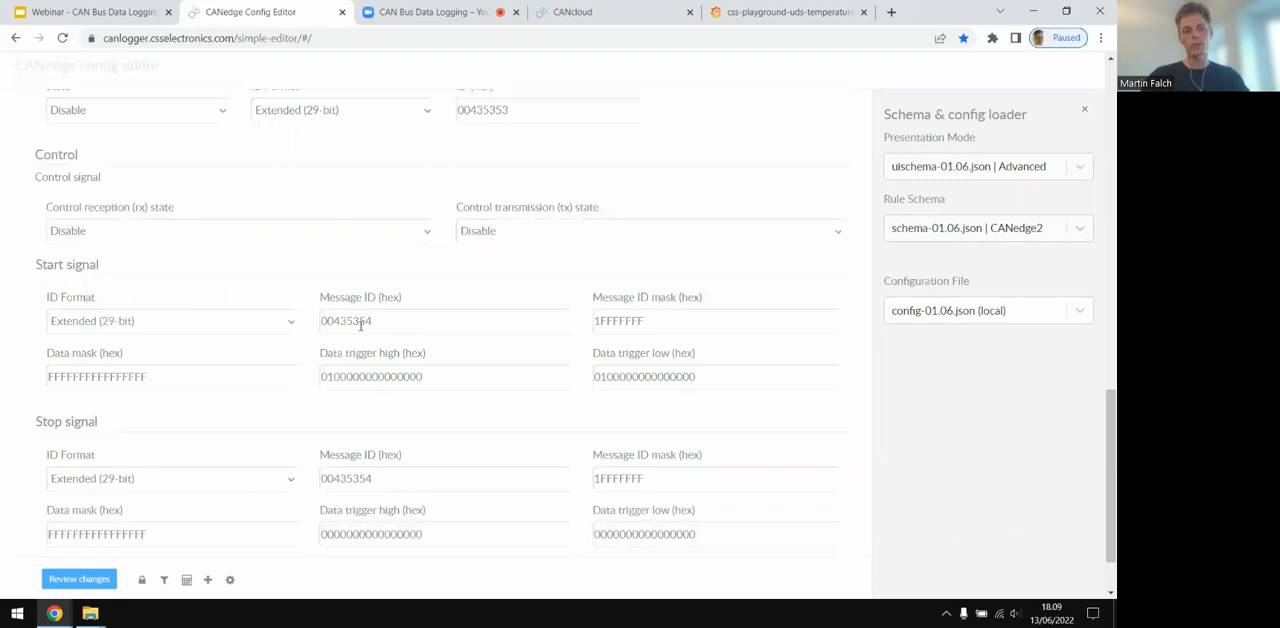 Webinar - CAN Bus Data Logging
CANedge Config Editor
CAN Bus Data Logging – You
CANcloud
css-playground-uds-temperature
canlogger.csselectronics.com/simple-editor/#/
Paused
Martin Falch
CANedge config editor
Disable
Extended (29-bit)
00435353
Control
Control signal
Control reception (rx) state
Control transmission (tx) state
Disable
Disable
Start signal
ID Format
Message ID (hex)
Message ID mask (hex)
Extended (29-bit)
00435354
1FFFFFFF
Data mask (hex)
Data trigger high (hex)
Data trigger low (hex)
FFFFFFFFFFFFFFFF
0100000000000000
0100000000000000
Stop signal
ID Format
Message ID (hex)
Message ID mask (hex)
Extended (29-bit)
00435354
1FFFFFFF
Data mask (hex)
Data trigger high (hex)
Data trigger low (hex)
FFFFFFFFFFFFFFFF
0000000000000000
0000000000000000
Review changes
Schema & config loader
Presentation Mode
uischema-01.06.json | Advanced
Rule Schema
schema-01.06.json | CANedge2
Configuration File
config-01.06.json (local)
18.09
13/06/2022